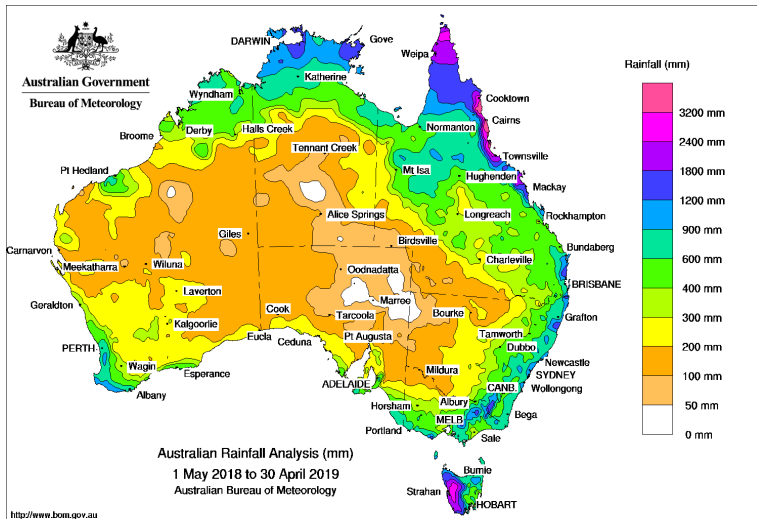 Australian Government
Bureau of Meteorology
DARWIN
Gove
Weipa
Katherine
Wyndham
Cooktown
Cairns
Broome
Derby
Halls Creek
Normanton
Tennant Creek
Townsville
Pt Hedland
Mt Isa
Hughenden
Mackay
Alice Springs
Longreach
Rockhampton
Giles
Birdsville
Carnarvon
Bundaberg
Meekatharra
Wiluna
Oodnadatta
Charleville
BRISBANE
Laverton
Geraldton
Marree
Cook
Tarcoola
Bourke
Grafton
Kalgoorlie
Eucla
Ceduna
Pt Augusta
Tamworth
Dubbo
PERTH
Wagin
Esperance
Newcastle
SYDNEY
Mildura
ADELAIDE
CANB.
Wollongong
Albany
Horsham
Albury
MELB
Bega
Portland
Sale
Burnie
Strahan
HOBART
Rainfall (mm)
3200 mm
2400 mm
1800 mm
1200 mm
900 mm
600 mm
400 mm
300 mm
200 mm
100 mm
50 mm
0 mm
Australian Rainfall Analysis (mm)
1 May 2018 to 30 April 2019
Australian Bureau of Meteorology
http://www.bom.gov.au